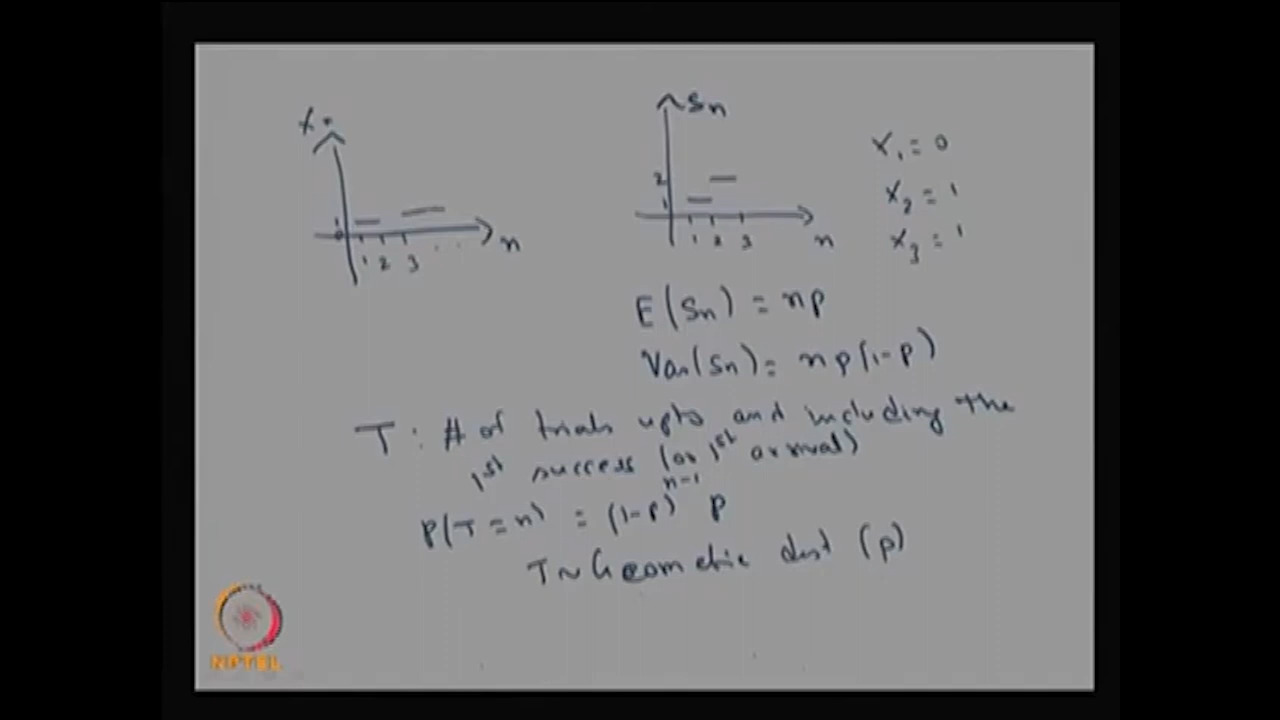 Xn
1
0
1 2 3 ....
n
Sn
2
1
1 2 3
n
X1 = 0
X2 = 1
X3 = 1
E(Sn) = np
Var(Sn) = np(1-p)
T : # of trials upto and including the
1st success (or 1st arrival)
P(T = n) = (1-p)^{n-1} p
T ~ Geometric dist (p)
NPTEL